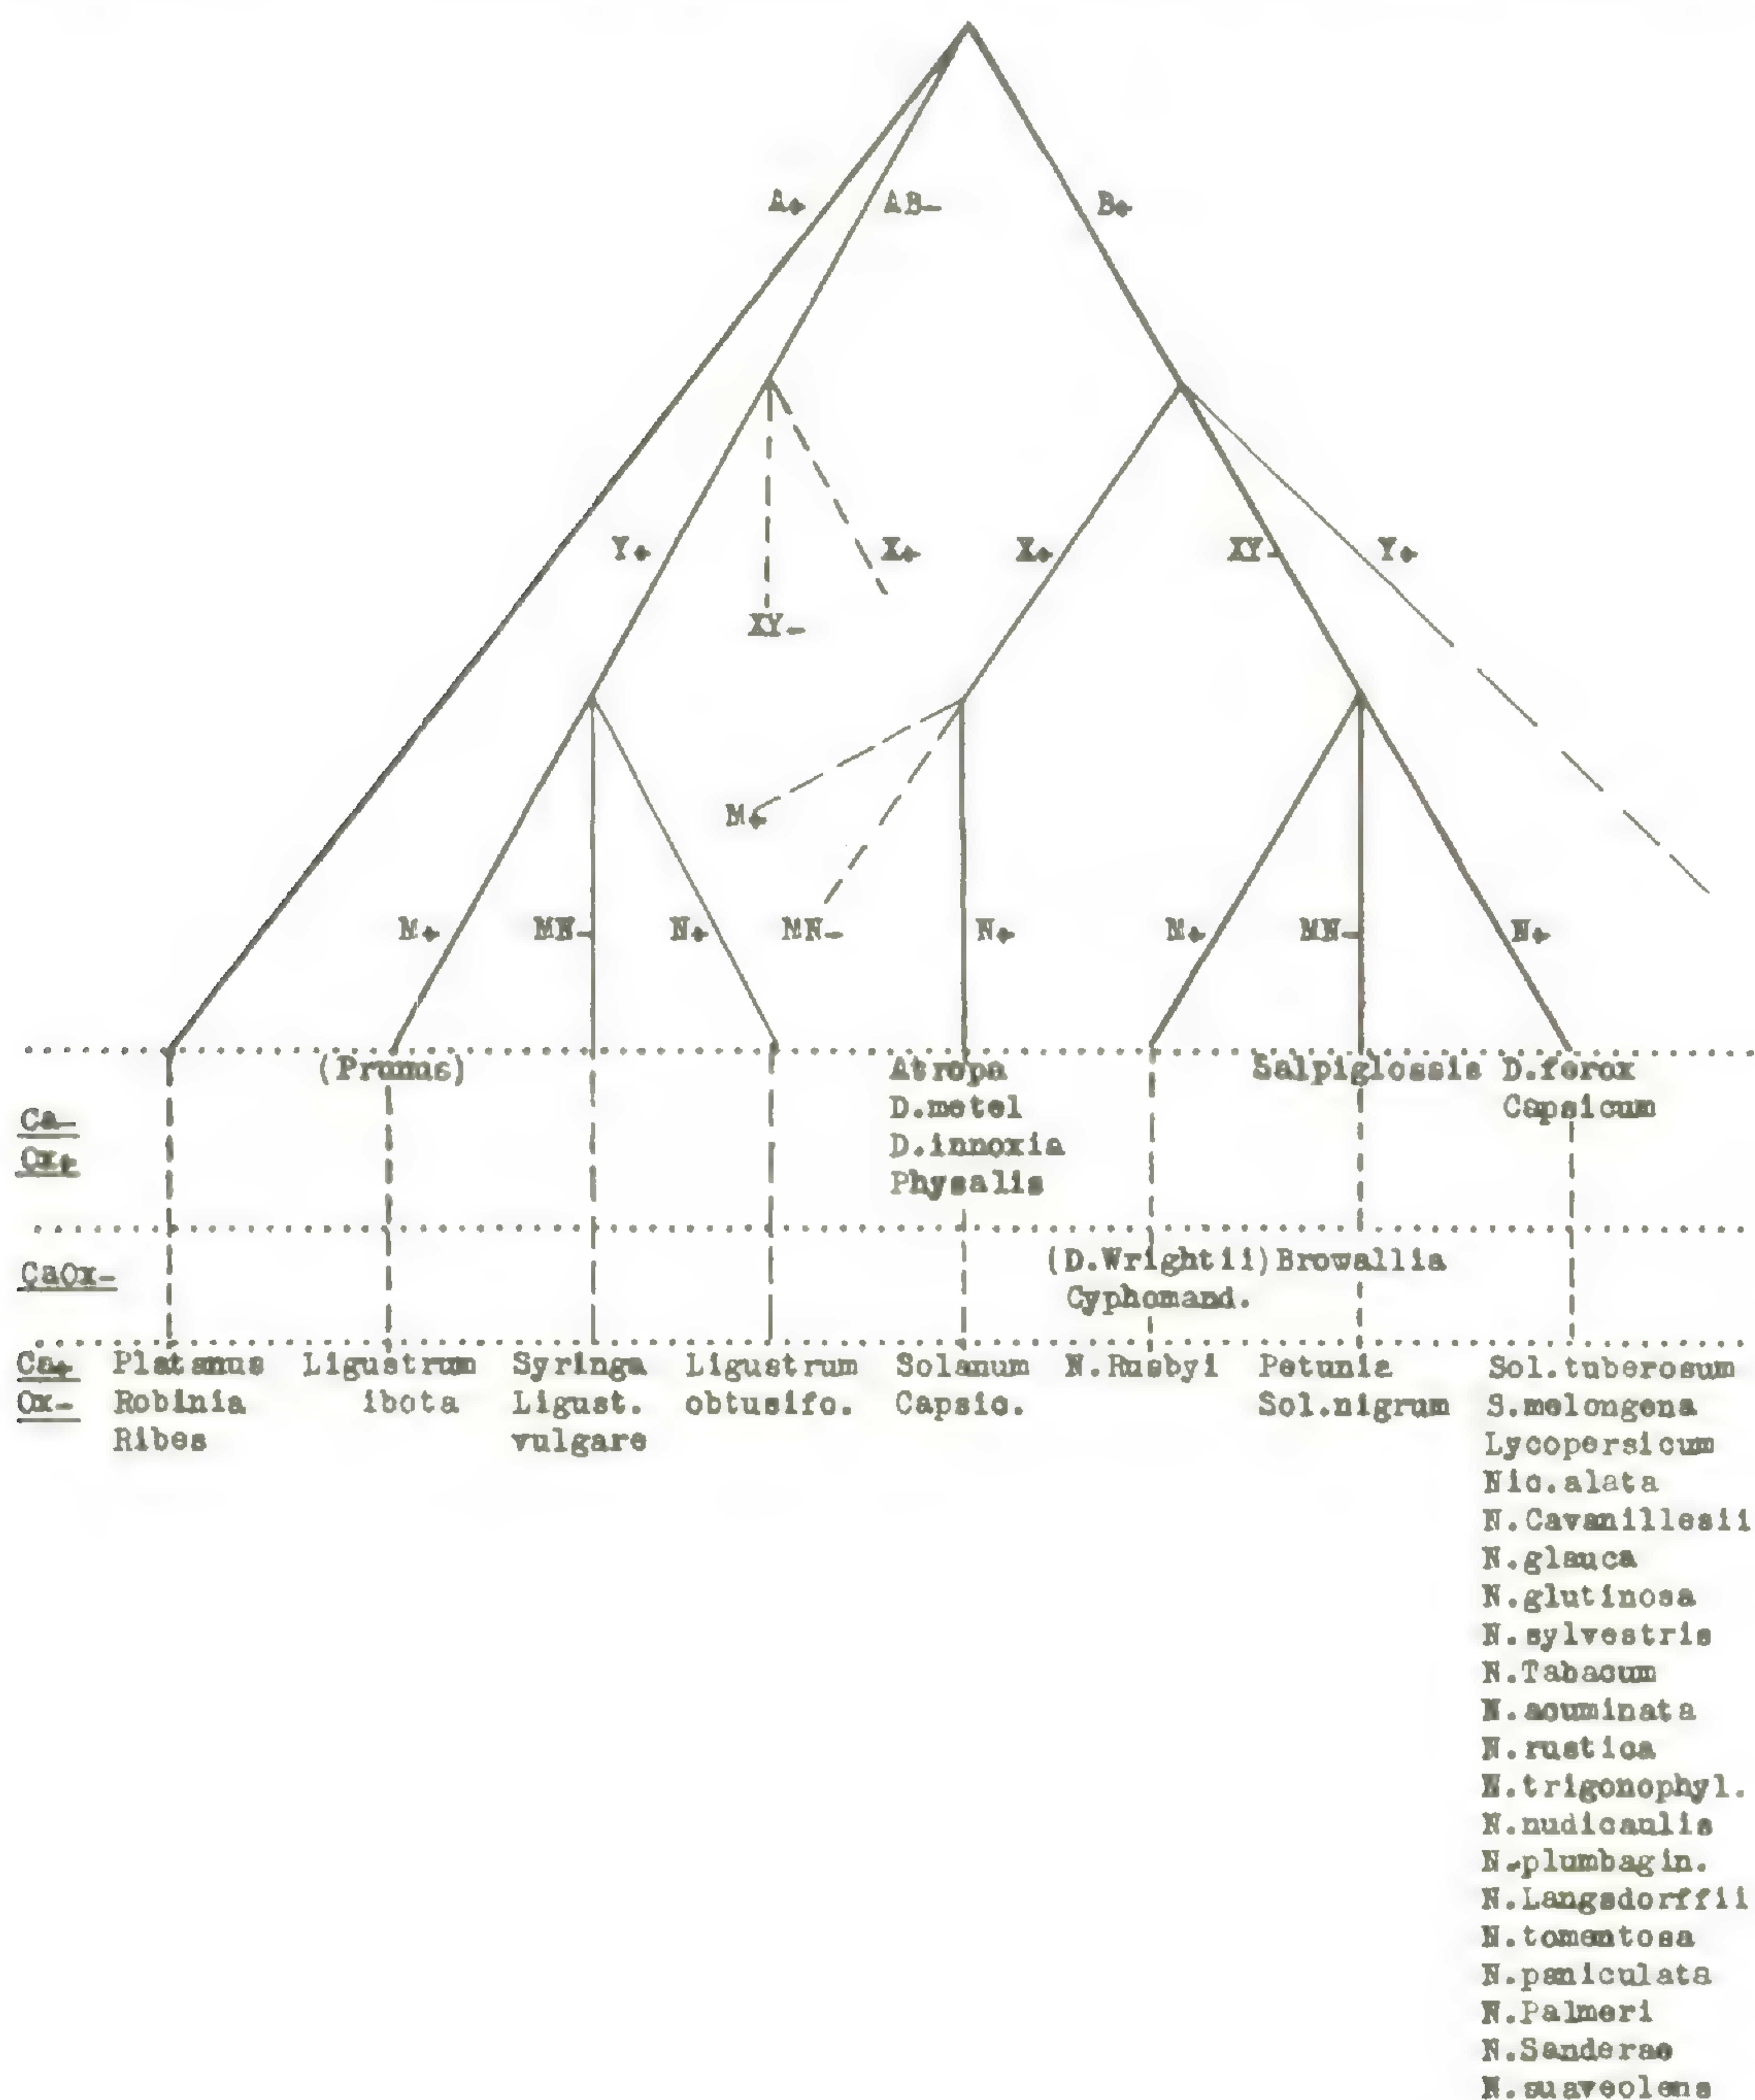 A+ AB- B+
Y+ X+ X+ XY- Y+
XY-
M+
M+ MN- N+ MN- N+ M+ MN- N+
(Prunus) Atropa Salpiglossis D.ferox
Ca- D.metel Capsicum
Ox+ D.innoxia
Physalis
CaOx- (D.Wrightii) Browallia
Cyphomand.
Ca+ Platanus Ligustrum Syringa Ligustrum Solanum N.Rusbyi Petunia Sol.tuberosum
Ox- Robinia ibota Ligust. obtusifo. Capsic. Sol.nigrum S.melongena
Ribes vulgare Lycopersicum
Nic.alata
N.Cavanillesii
N.glauca
N.glutinosa
N.sylvestris
N.Tabacum
N.acuminata
N.rustica
N.trigonophyl.
N.nudicaulis
N.plumbagin.
N.Langsdorffii
N.tomentosa
N.paniculata
N.Palmeri
N.Sanderae
N.suaveolens